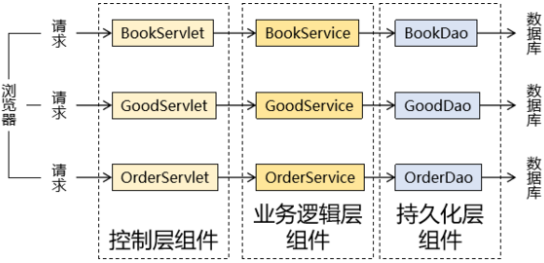 浏览器
请求
BookServlet
BookService
BookDao
数据库
请求
GoodServlet
GoodService
GoodDao
数据库
请求
OrderServlet
OrderService
OrderDao
数据库
控制层组件
业务逻辑层
组件
持久化层
组件